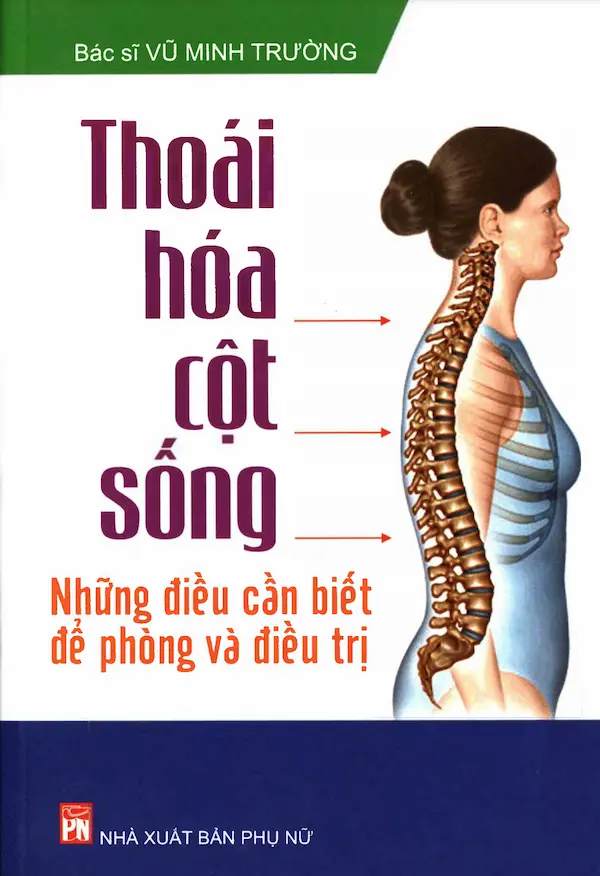 Bác sĩ VŨ MINH TRƯỜNG
Thoái
hóa
cột
sống
Những điều cần biết
để phòng và điều trị
PN
NHÀ XUẤT BẢN PHỤ NỮ